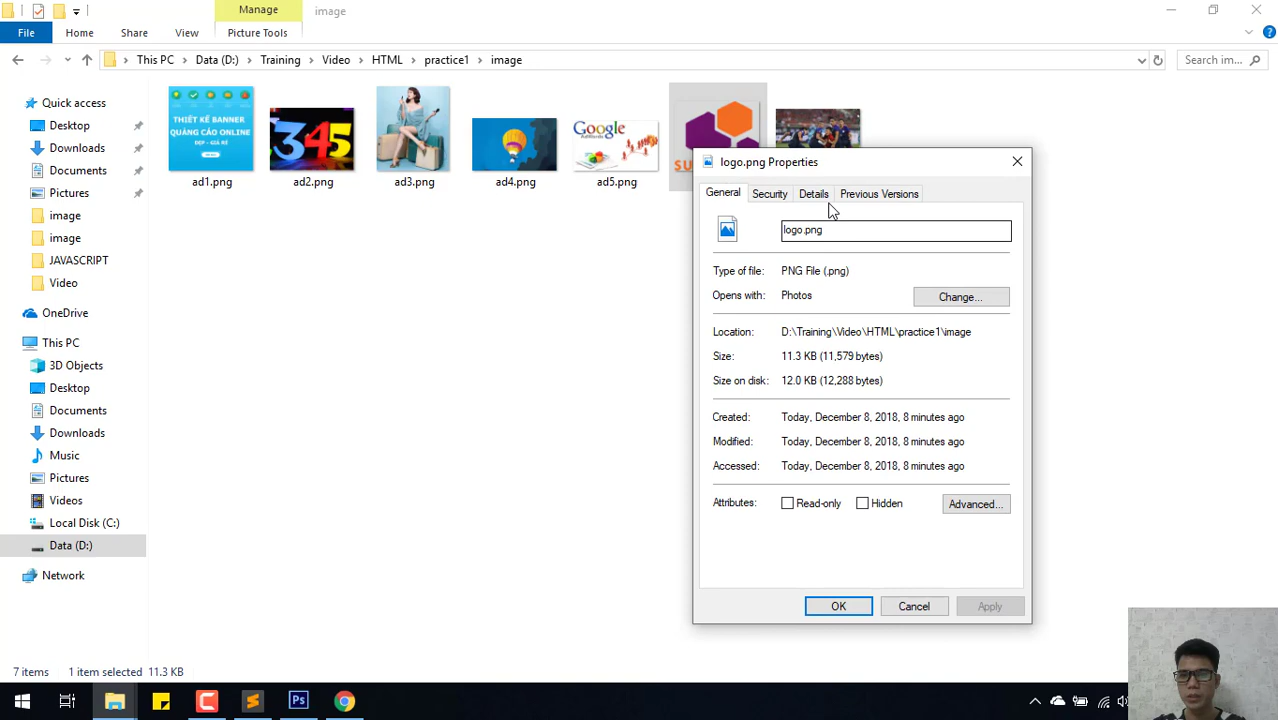 Manage
image
File
Home
Share
View
Picture Tools
This PC
Data (D:)
Training
Video
HTML
practice1
image
Search im...
Quick access
Desktop
Downloads
Documents
Pictures
image
image
JAVASCRIPT
Video
OneDrive
This PC
3D Objects
Desktop
Documents
Downloads
Music
Pictures
Videos
Local Disk (C:)
Data (D:)
Network
THIẾT KẾ BANNER
QUẢNG CÁO ONLINE
ĐẸP - GIÁ RẺ
345
Google
SU
ad1.png
ad2.png
ad3.png
ad4.png
ad5.png
logo.png Properties
General
Security
Details
Previous Versions
logo.png
Type of file: PNG File (.png)
Opens with: Photos
Change...
Location: D:\Training\Video\HTML\practice1\image
Size: 11.3 KB (11,579 bytes)
Size on disk: 12.0 KB (12,288 bytes)
Created: Today, December 8, 2018, 8 minutes ago
Modified: Today, December 8, 2018, 8 minutes ago
Accessed: Today, December 8, 2018, 8 minutes ago
Attributes: Read-only Hidden
Advanced...
OK
Cancel
Apply
7 items
1 item selected 11.3 KB
Ps